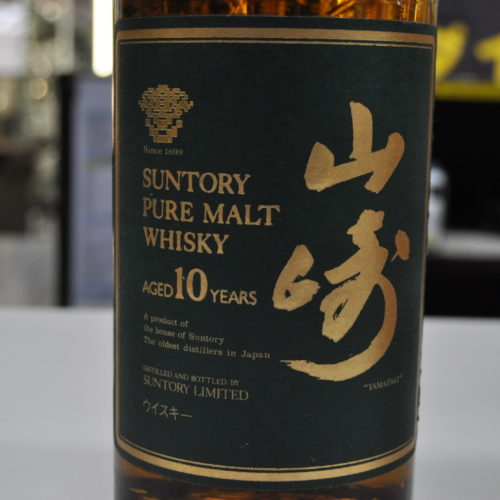 Since 1899
SUNTORY
PURE MALT
WHISKY
AGED 10 YEARS
A product of
the house of Suntory
The oldest distillers in Japan
DISTILLED AND BOTTLED BY
SUNTORY LIMITED
ウイスキー
山崎
"YAMAZAKI"